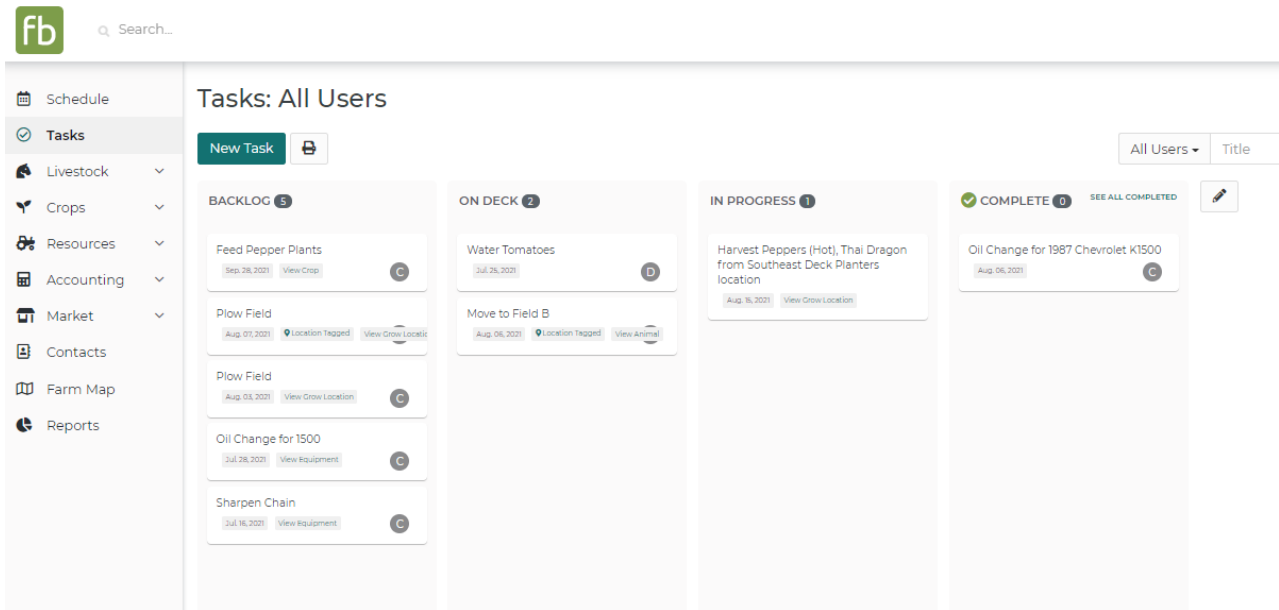 fb
Search...
Schedule
Tasks
Livestock
Crops
Resources
Accounting
Market
Contacts
Farm Map
Reports
Tasks: All Users
New Task
All Users
Title
BACKLOG 5
Feed Pepper Plants
Sep. 28, 2021 View Crop
C
Plow Field
Aug. 07, 2021 Location Tagged View Grow Locatio
Plow Field
Aug. 03, 2021 View Grow Location
C
Oil Change for 1500
Jul. 28, 2021 View Equipment
C
Sharpen Chain
Jul. 16, 2021 View Equipment
C
ON DECK 2
Water Tomatoes
Jul. 25, 2021
D
Move to Field B
Aug. 06, 2021 Location Tagged View Animal
IN PROGRESS 1
Harvest Peppers (Hot), Thai Dragon
from Southeast Deck Planters
location
Aug. 16, 2021 View Grow Location
COMPLETE 0 SEE ALL COMPLETED
Oil Change for 1987 Chevrolet K1500
Aug. 06, 2021
C